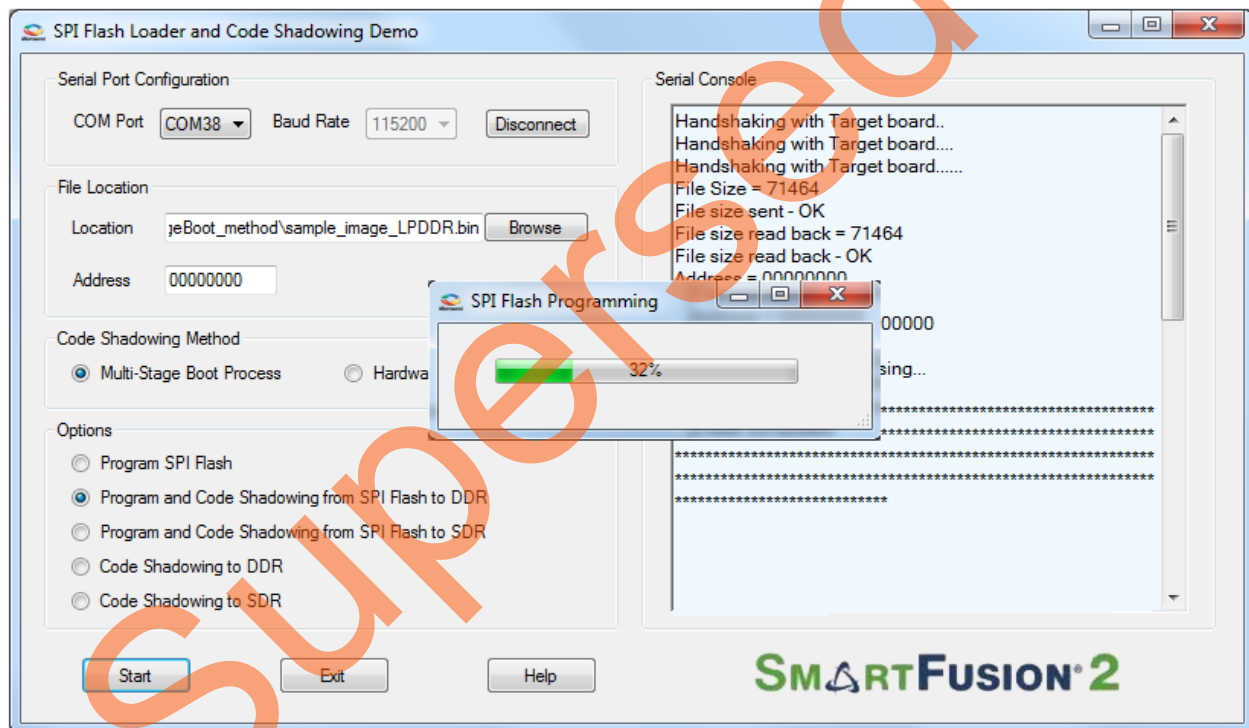 SPI Flash Loader and Code Shadowing Demo
Serial Port Configuration
COM Port COM38 Baud Rate 115200 Disconnect
File Location
Location geBoot_method\sample_image_LPDDR.bin Browse
Address 00000000
Code Shadowing Method
Multi-Stage Boot Process Hardwa
Options
Program SPI Flash
Program and Code Shadowing from SPI Flash to DDR
Program and Code Shadowing from SPI Flash to SDR
Code Shadowing to DDR
Code Shadowing to SDR
Start Exit Help
Serial Console
Handshaking with Target board..
Handshaking with Target board....
Handshaking with Target board......
File Size = 71464
File size sent - OK
File size read back = 71464
File size read back - OK
Address = 00000000
00000
sing...
SPI Flash Programming
32%
SMARTFUSION® 2
Superseded